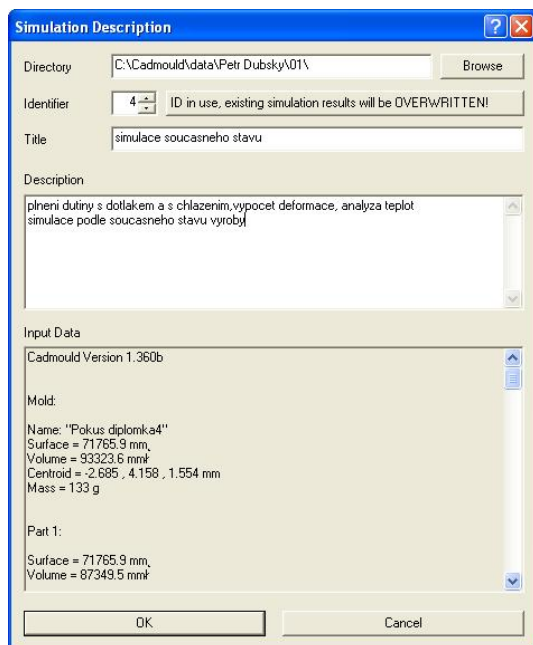 Simulation Description
Directory C:\Cadmould\data\Petr Dubsky\01\ Browse
Identifier 4 ID in use, existing simulation results will be OVERWRITTEN!
Title simulace soucasneho stavu
Description
plneni dutiny s dotlakem a s chlazenim,vypocet deformace, analyza teplot
simulace podle soucasneho stavu vyroby
Input Data
Cadmould Version 1.360b
Mold:
Name: "Pokus diplomka4"
Surface = 71765.9 mm˛
Volume = 93323.6 mmł
Centroid = -2.685 , 4.158 , 1.554 mm
Mass = 133 g
Part 1:
Surface = 71765.9 mm˛
Volume = 87349.5 mmł
OK Cancel